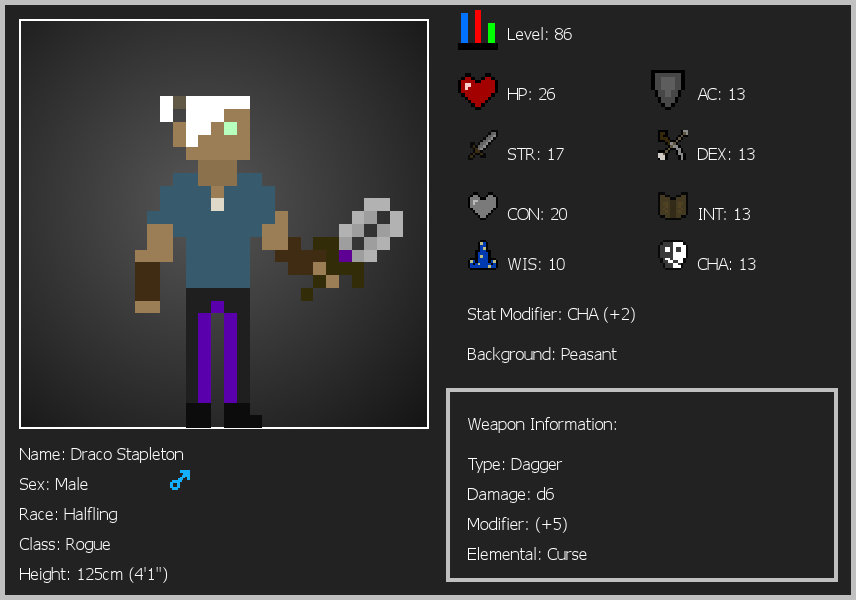 Level: 86
HP: 26
AC: 13
STR: 17
DEX: 13
CON: 20
INT: 13
WIS: 10
CHA: 13
Stat Modifier: CHA (+2)
Background: Peasant
Weapon Information:
Type: Dagger
Damage: d6
Modifier: (+5)
Elemental: Curse
Name: Draco Stapleton
Sex: Male
Race: Halfling
Class: Rogue
Height: 125cm (4'1")